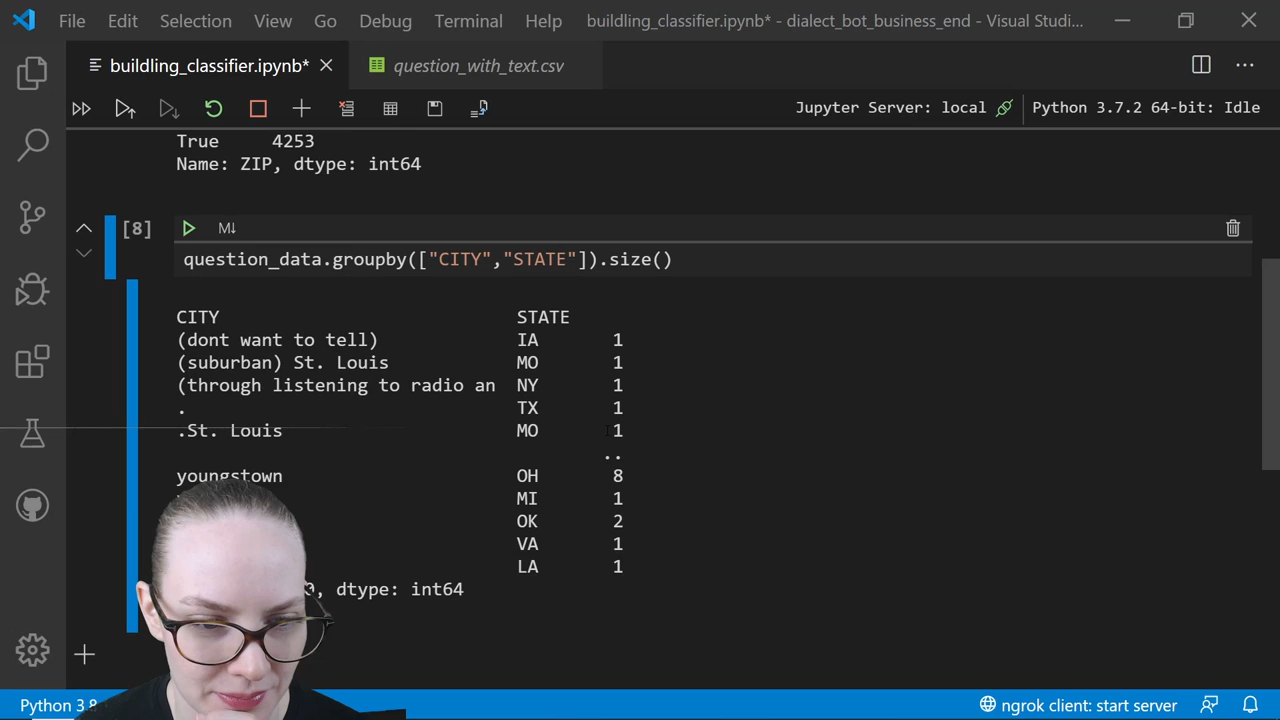 File Edit Selection View Go Debug Terminal Help buildling_classifier.ipynb* - dialect_bot_business_end - Visual Studi...
buildling_classifier.ipynb* question_with_text.csv
Jupyter Server: local Python 3.7.2 64-bit: Idle
True 4253
Name: ZIP, dtype: int64
[8] M↓
question_data.groupby(["CITY","STATE"]).size()
CITY STATE
(dont want to tell) IA 1
(suburban) St. Louis MO 1
(through listening to radio an NY 1
. TX 1
.St. Louis MO 1
..
youngstown OH 8
MI 1
OK 2
VA 1
LA 1
, dtype: int64
Python 3.8 ngrok client: start server